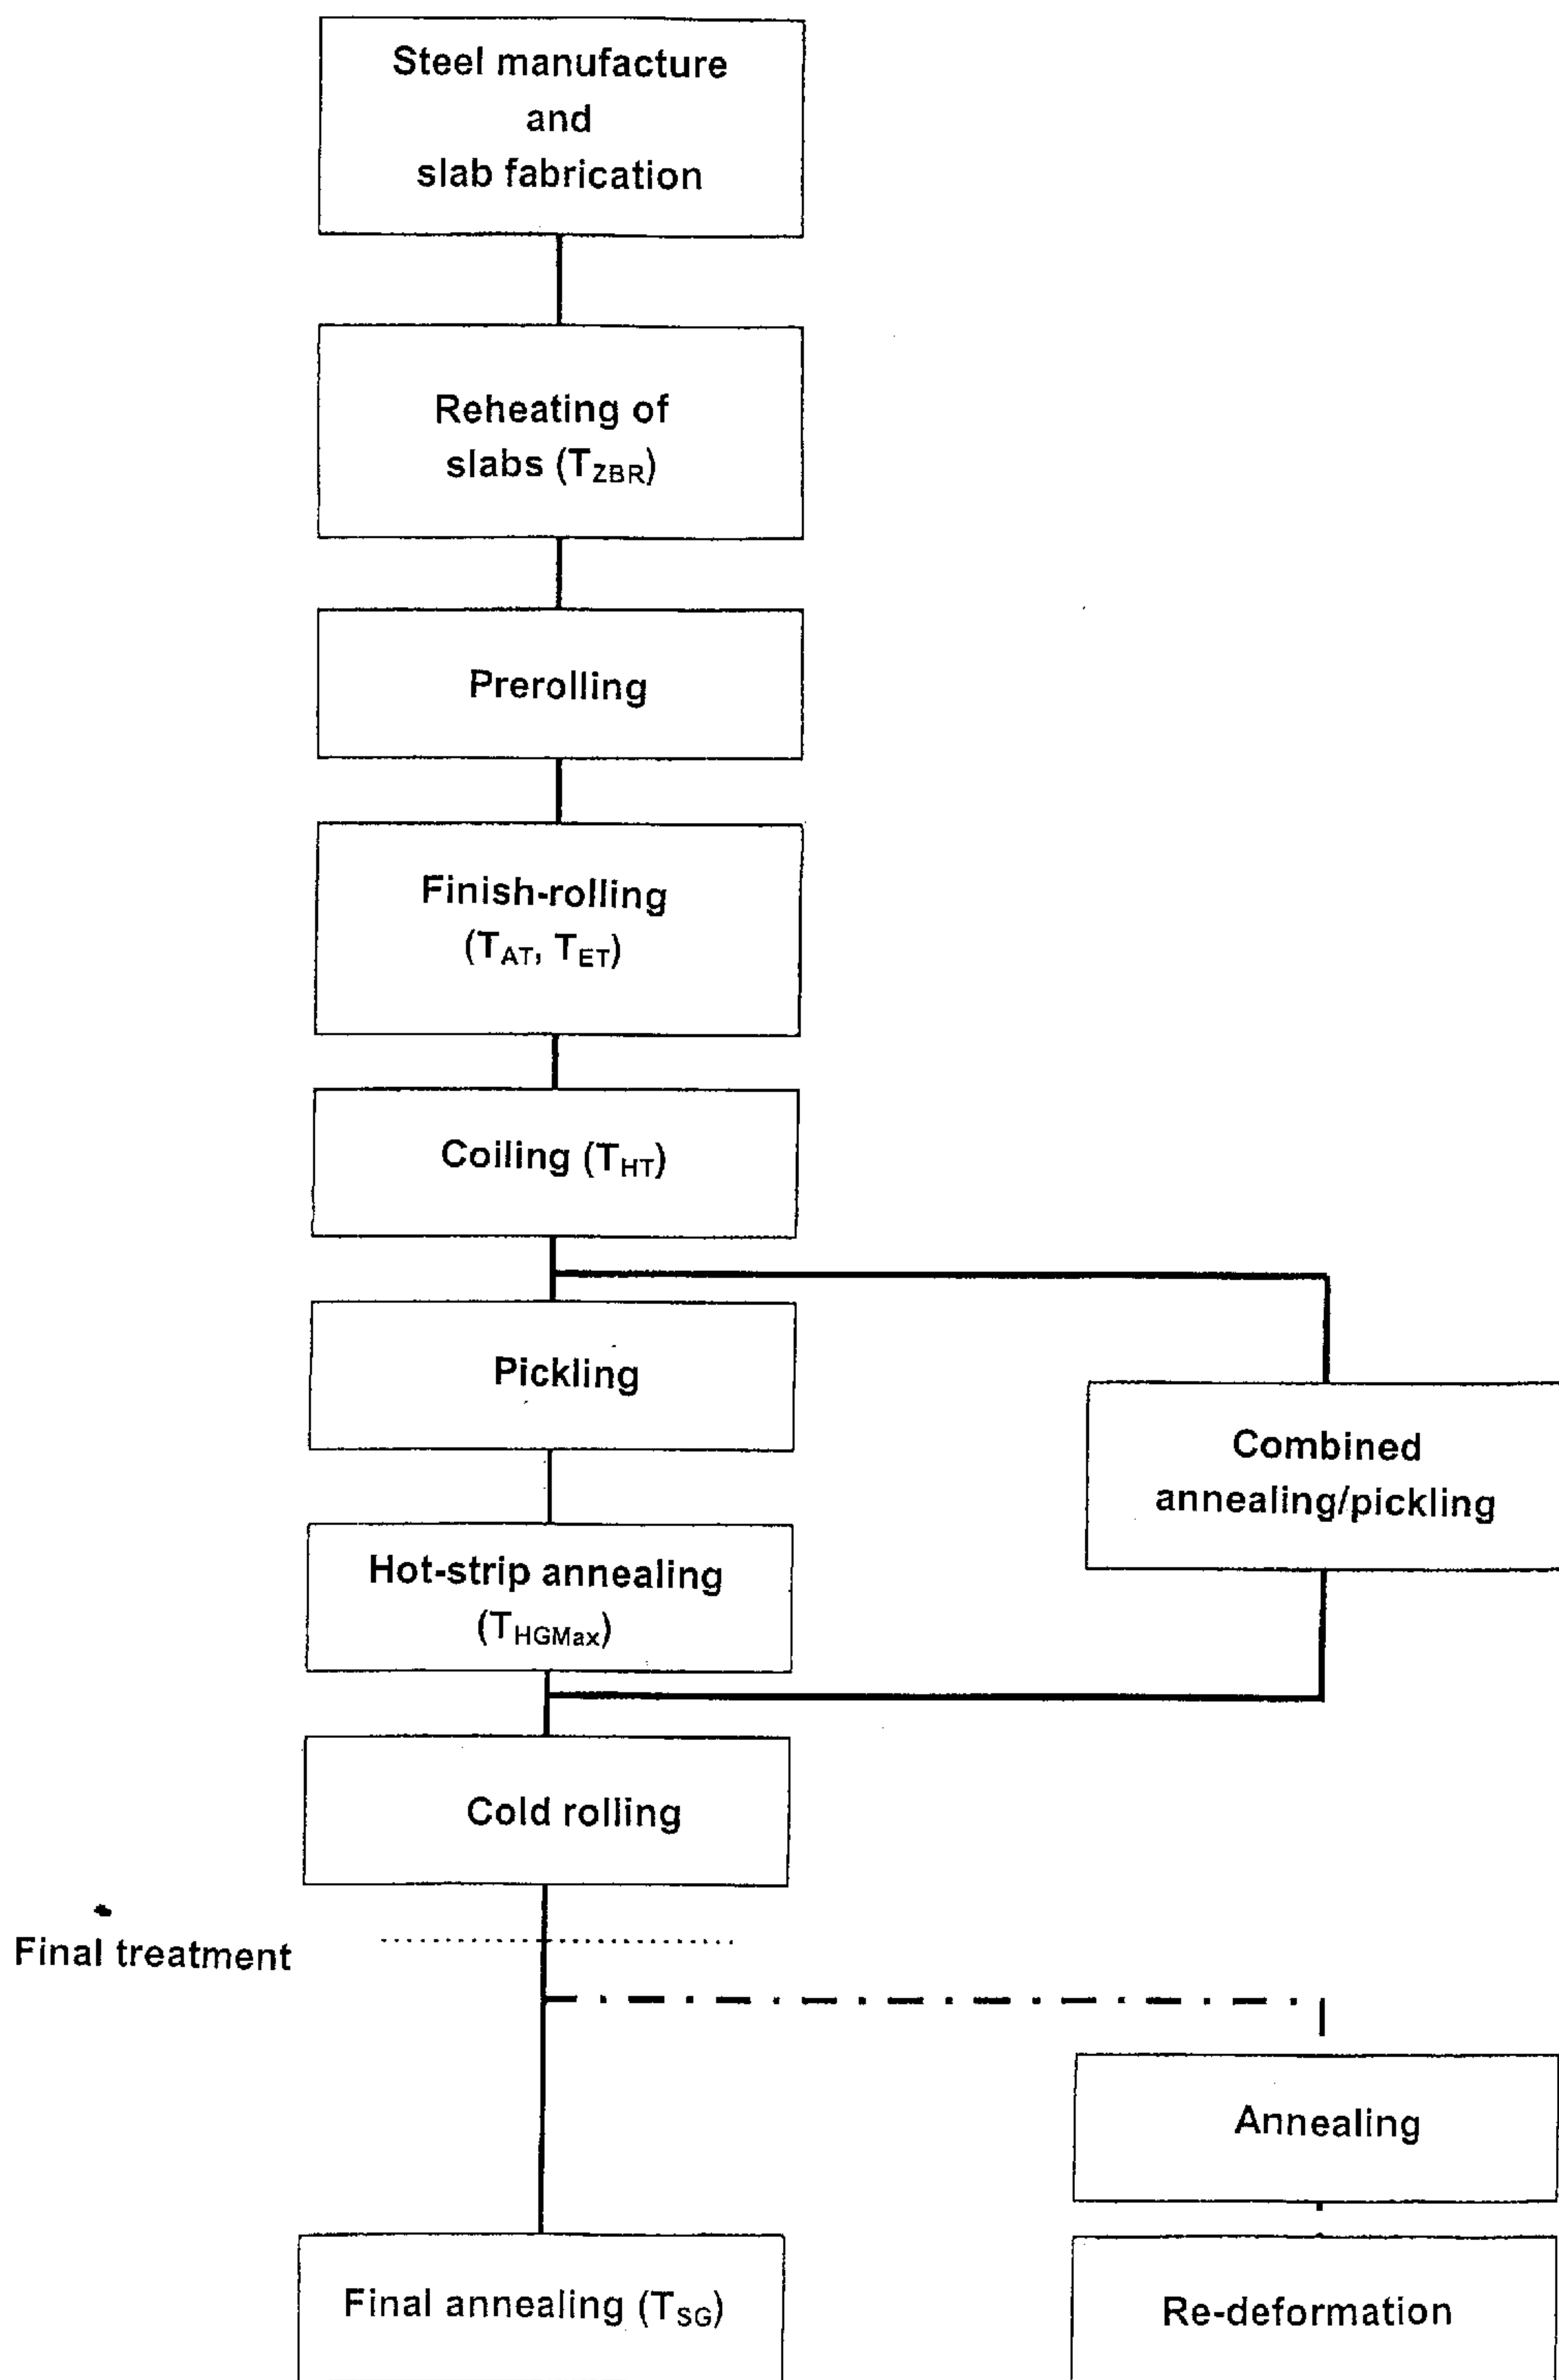 Steel manufacture
and
slab fabrication
Reheating of
slabs (TZBR)
Prerolling
Finish-rolling
(TAT, TET)
Coiling (THT)
Pickling
Combined
annealing/pickling
Hot-strip annealing
(THGMax)
Cold rolling
Final treatment
Annealing
Final annealing (TSG)
Re-deformation